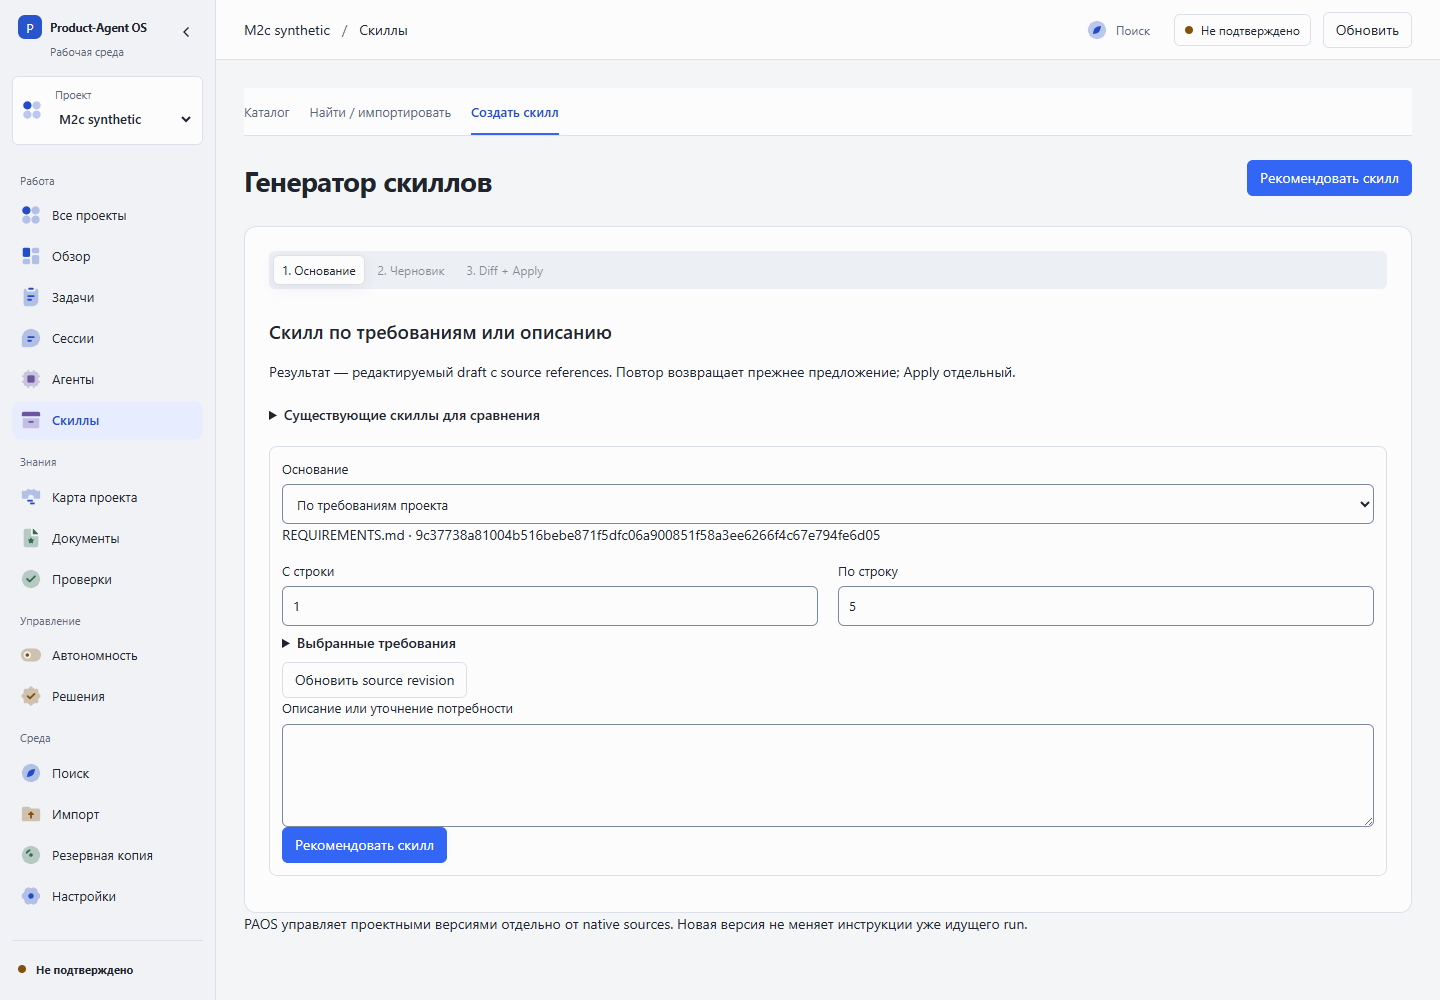 P
Product-Agent OS
Рабочая среда
Проект
M2c synthetic
Работа
Все проекты
Обзор
Задачи
Сессии
Агенты
Скиллы
Знания
Карта проекта
Документы
Проверки
Управление
Автономность
Решения
Среда
Поиск
Импорт
Резервная копия
Настройки
Не подтверждено
M2c synthetic / Скиллы
Поиск
Не подтверждено
Обновить
Каталог Найти / импортировать Создать скилл
Генератор скиллов
Рекомендовать скилл
1. Основание 2. Черновик 3. Diff + Apply
Скилл по требованиям или описанию
Результат — редактируемый draft с source references. Повтор возвращает прежнее предложение; Apply отдельный.
Существующие скиллы для сравнения
Основание
По требованиям проекта
REQUIREMENTS.md · 9c37738a81004b516bebe871f5dfc06a900851f58a3ee6266f4c67e794fe6d05
С строки По строку
1 5
Выбранные требования
Обновить source revision
Описание или уточнение потребности
Рекомендовать скилл
PAOS управляет проектными версиями отдельно от native sources. Новая версия не меняет инструкции уже идущего run.